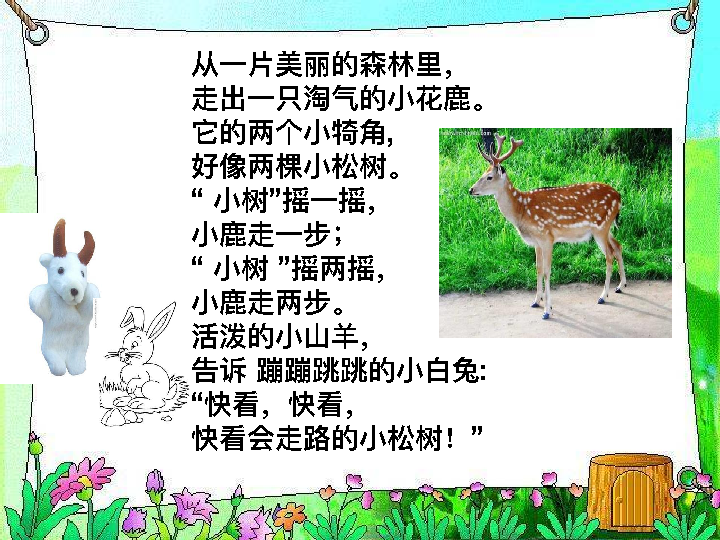 从一片美丽的森林里，
走出一只淘气的小花鹿。
它的两个小犄角，
好像两棵小松树。
“ 小树”摇一摇，
小鹿走一步；
“ 小树 ”摇两摇，
小鹿走两步。
活泼的小山羊，
告诉 蹦蹦跳跳的小白兔:
“快看，快看，
快看会走路的小松树！”